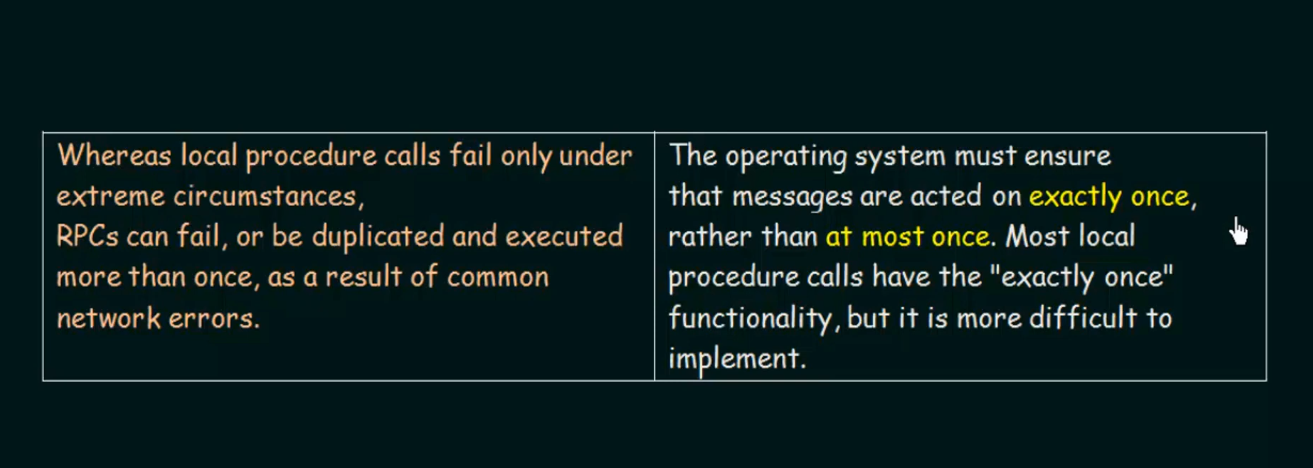 Whereas local procedure calls fail only under
extreme circumstances,
RPCs can fail, or be duplicated and executed
more than once, as a result of common
network errors.
The operating system must ensure
that messages are acted on exactly once,
rather than at most once. Most local
procedure calls have the "exactly once"
functionality, but it is more difficult to
implement.